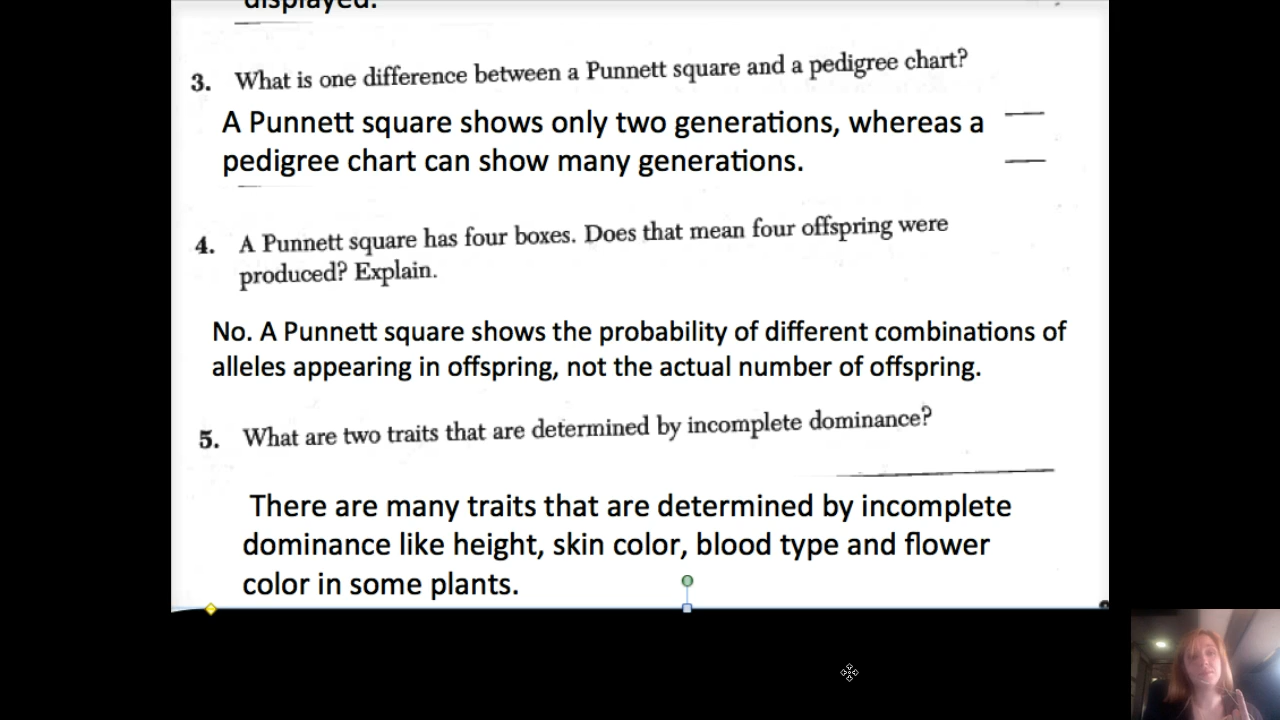 displayed.
3. What is one difference between a Punnett square and a pedigree chart?
A Punnett square shows only two generations, whereas a
pedigree chart can show many generations.
4. A Punnett square has four boxes. Does that mean four offspring were
produced? Explain.
No. A Punnett square shows the probability of different combinations of
alleles appearing in offspring, not the actual number of offspring.
5. What are two traits that are determined by incomplete dominance?
There are many traits that are determined by incomplete
dominance like height, skin color, blood type and flower
color in some plants.